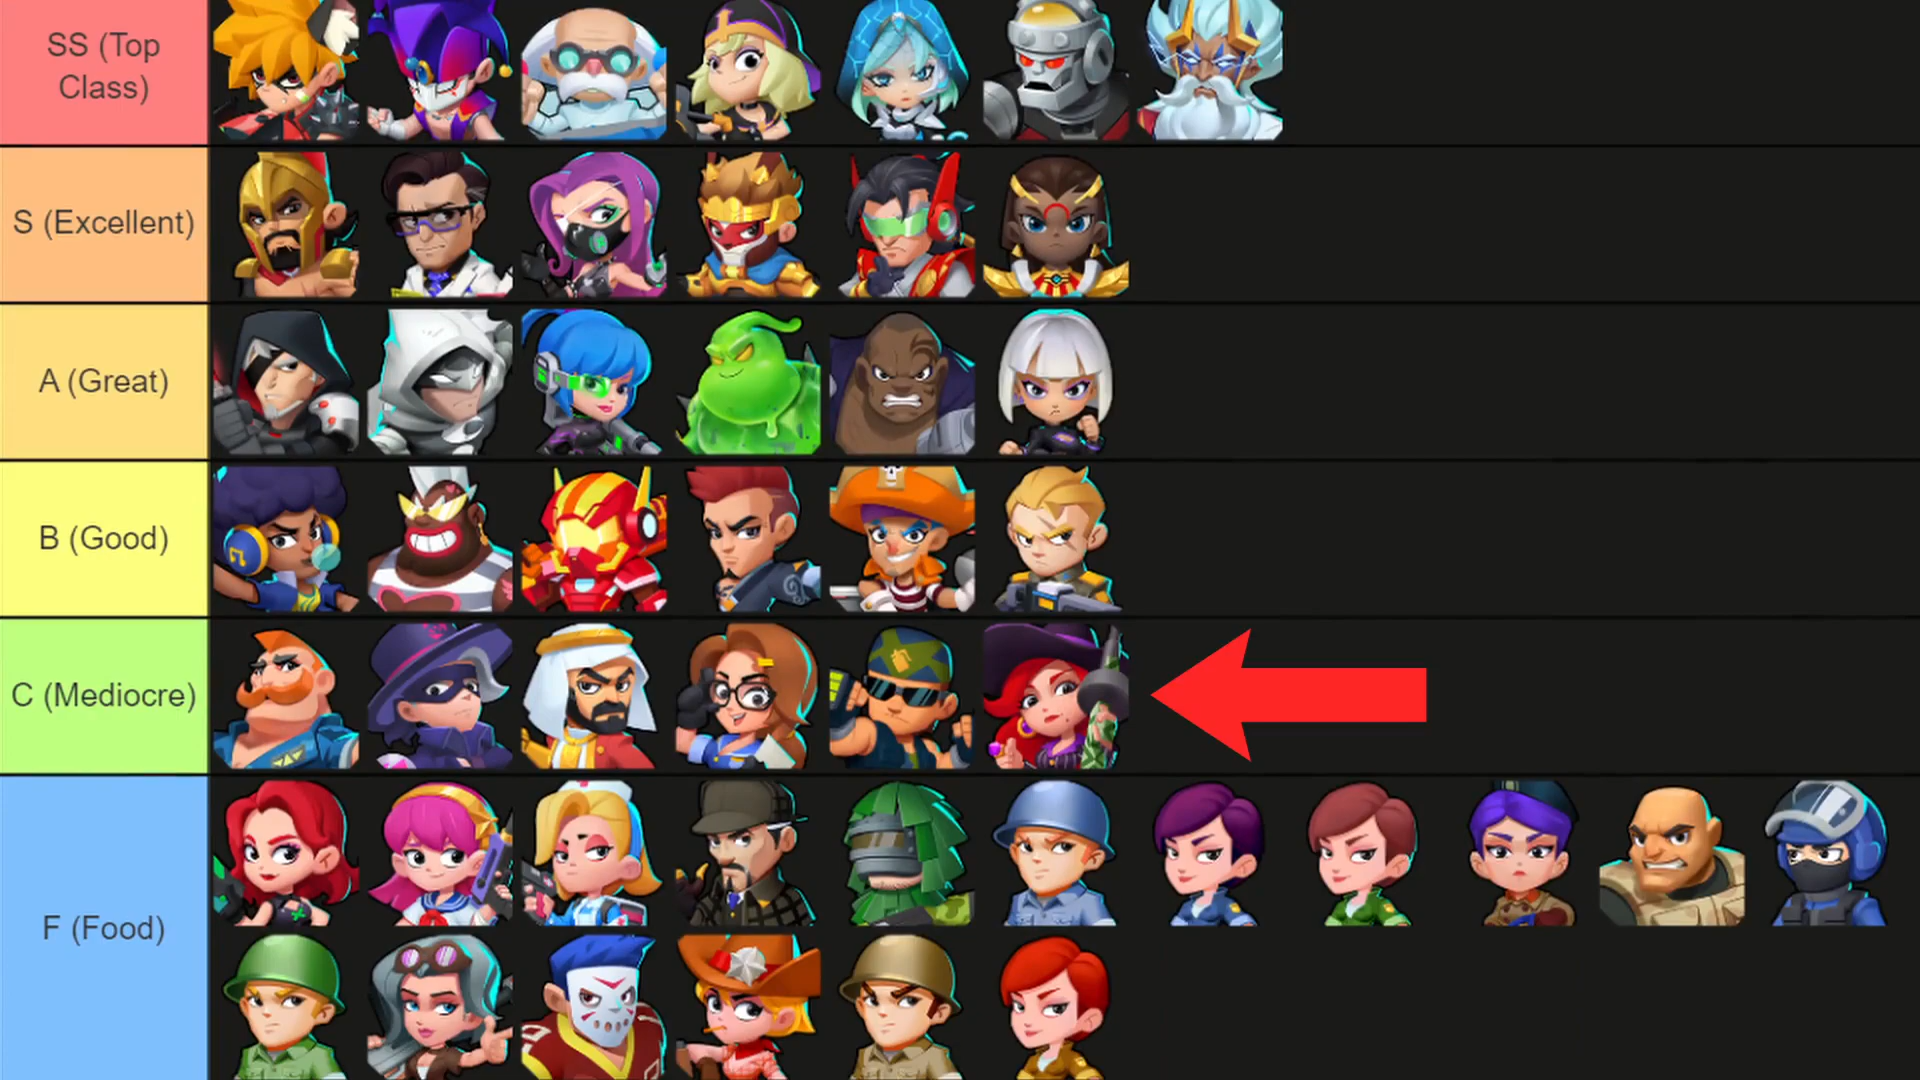 SS (Top
Class)
S (Excellent)
A (Great)
B (Good)
C (Mediocre)
F (Food)